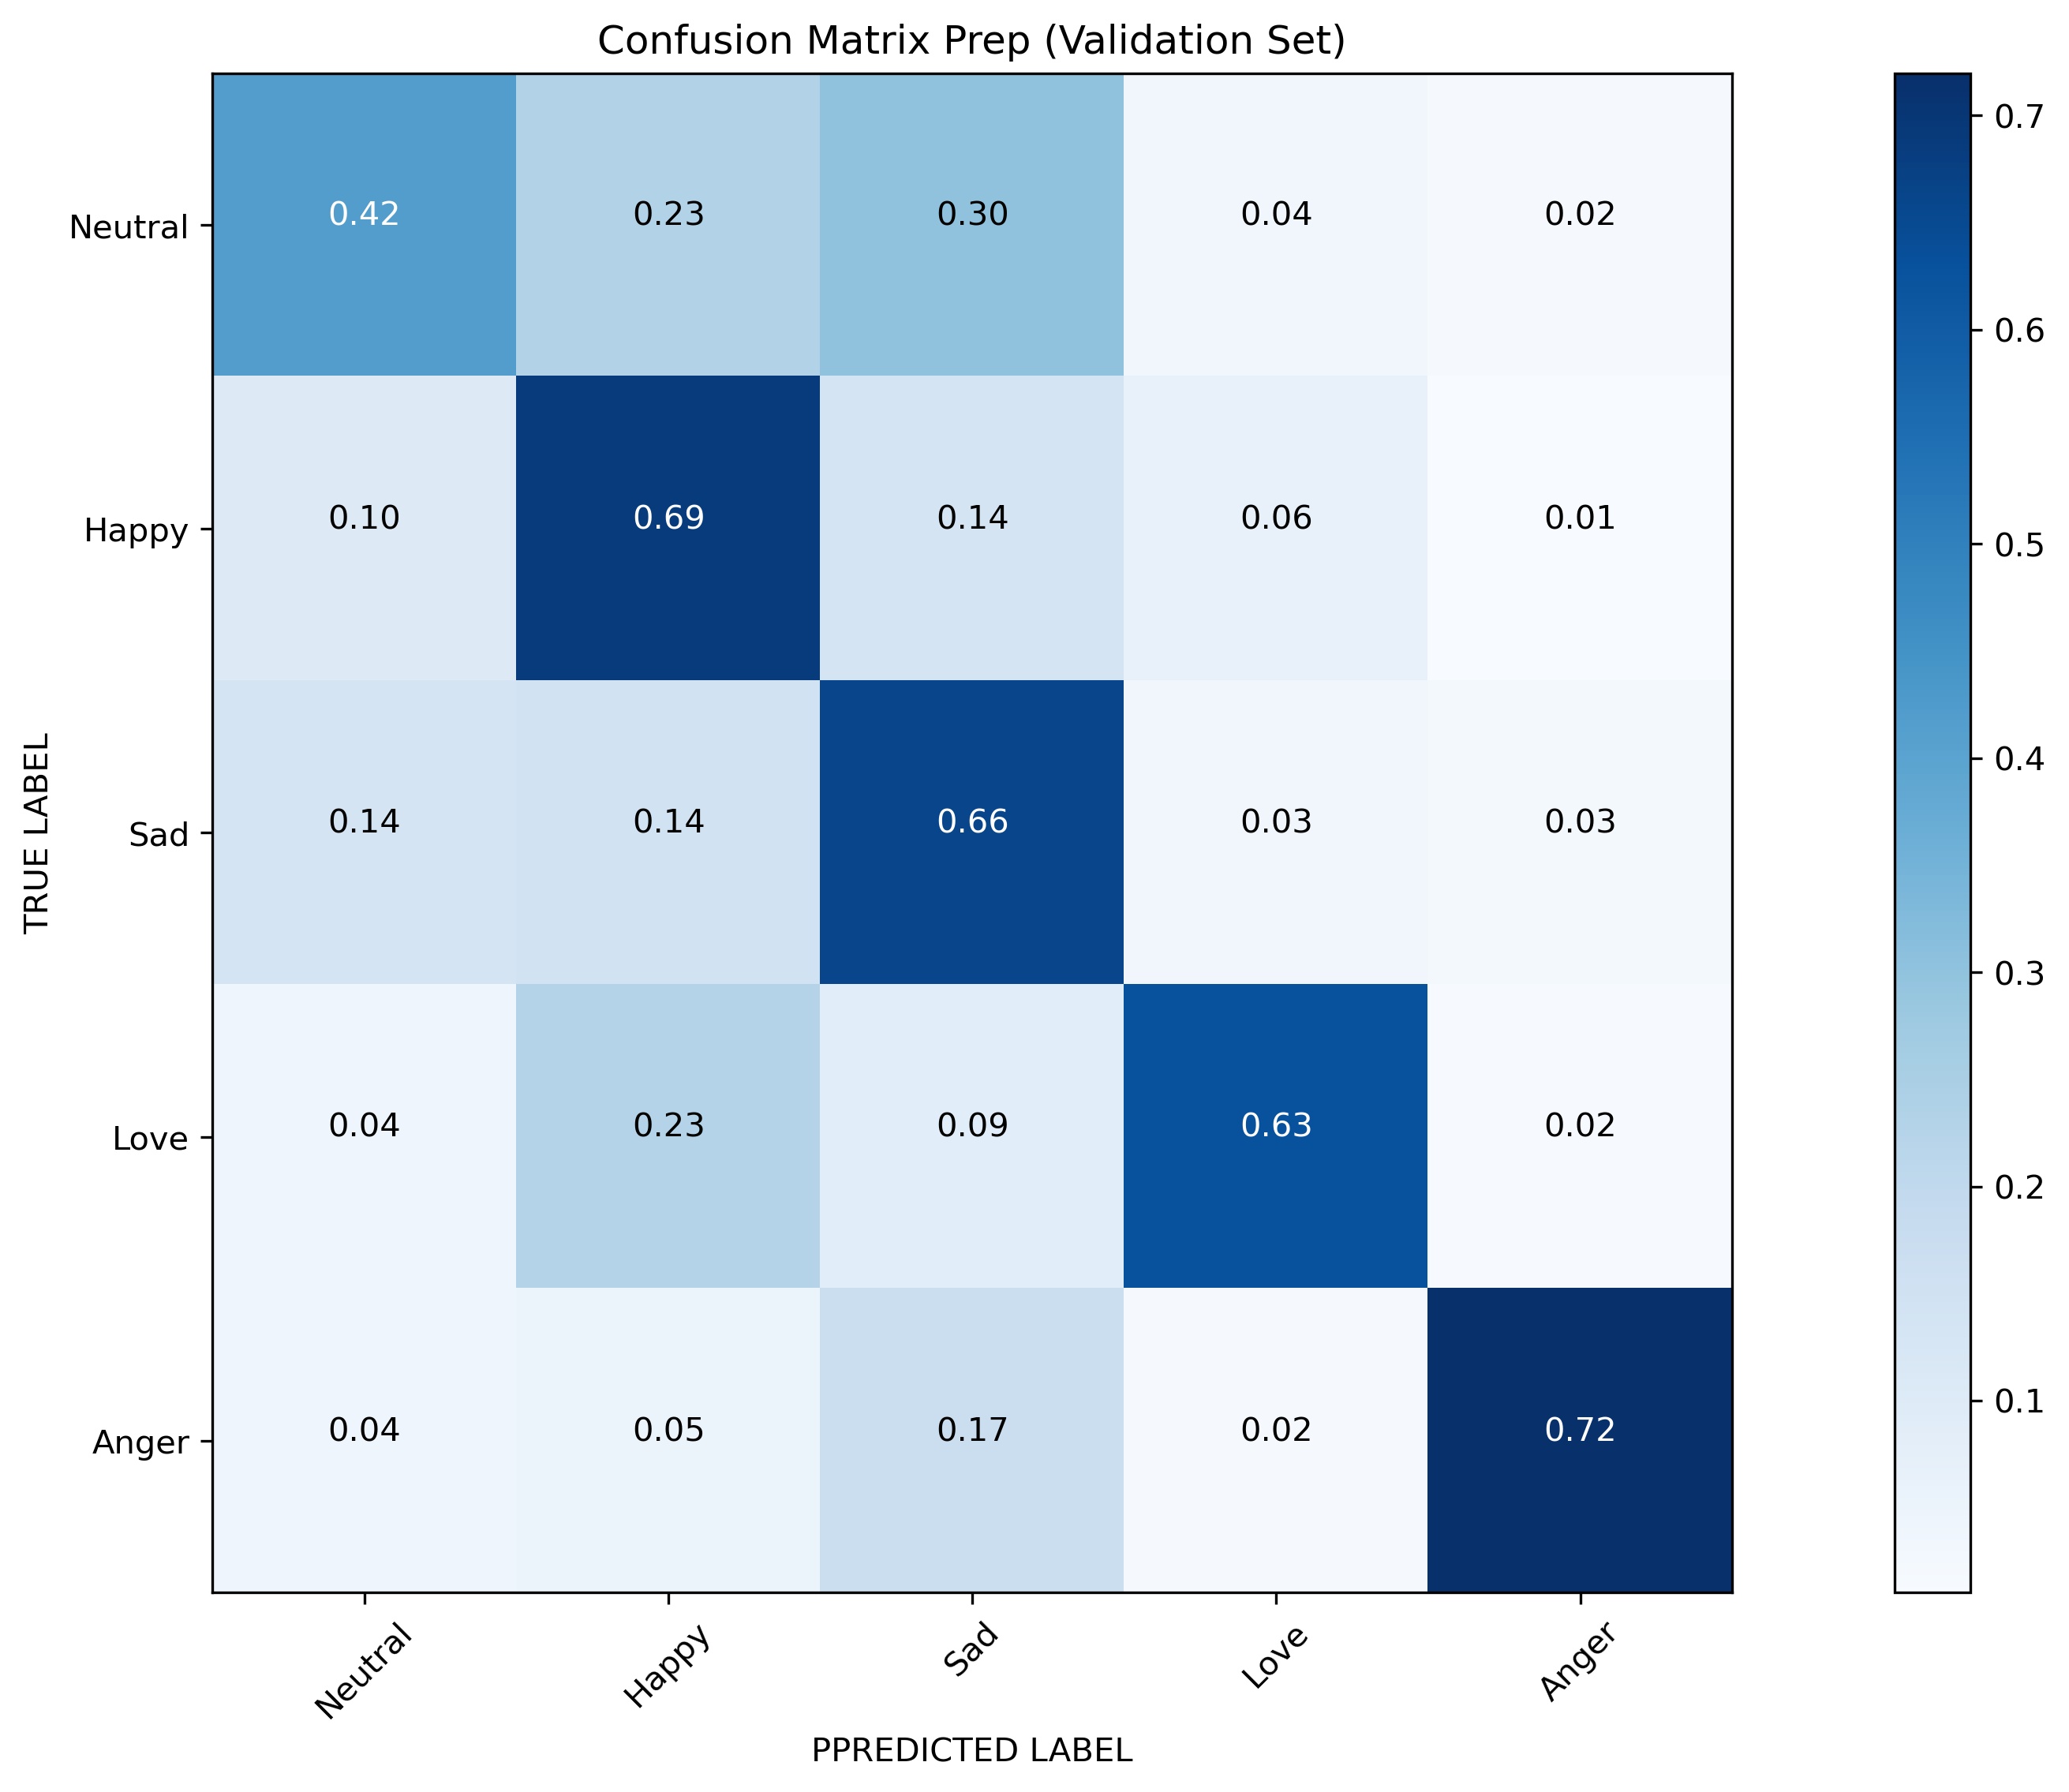 Confusion Matrix Prep (Validation Set)
TRUE LABEL
Neutral 0.42 0.23 0.30 0.04 0.02
Happy 0.10 0.69 0.14 0.06 0.01
Sad 0.14 0.14 0.66 0.03 0.03
Love 0.04 0.23 0.09 0.63 0.02
Anger 0.04 0.05 0.17 0.02 0.72
Neutral Happy Sad Love Anger
PPREDICTED LABEL
0.7
0.6
0.5
0.4
0.3
0.2
0.1